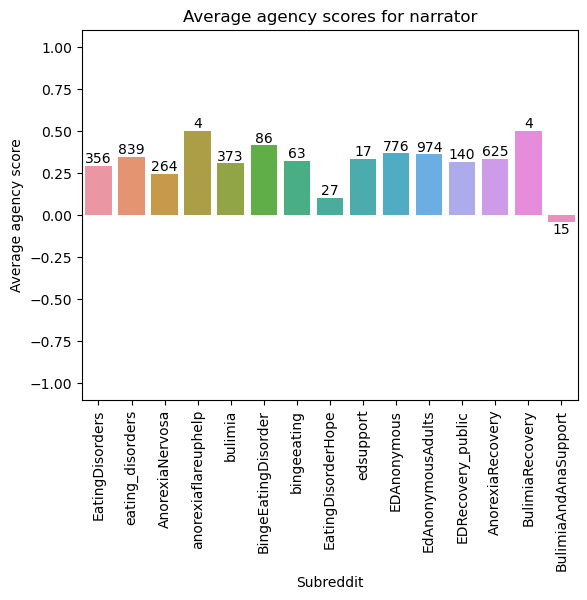 Average agency scores for narrator
1.00
0.75
0.50
0.25
0.00
−0.25
−0.50
−0.75
−1.00
Average agency score
356
839
264
4
373
86
63
27
17
776
974
140
625
4
15
EatingDisorders
eating_disorders
AnorexiaNervosa
anorexiaflareuphelp
bulimia
BingeEatingDisorder
bingeeating
EatingDisorderHope
edsupport
EDAnonymous
EdAnonymousAdults
EDRecovery_public
AnorexiaRecovery
BulimiaRecovery
BulimiaAndAnaSupport
Subreddit